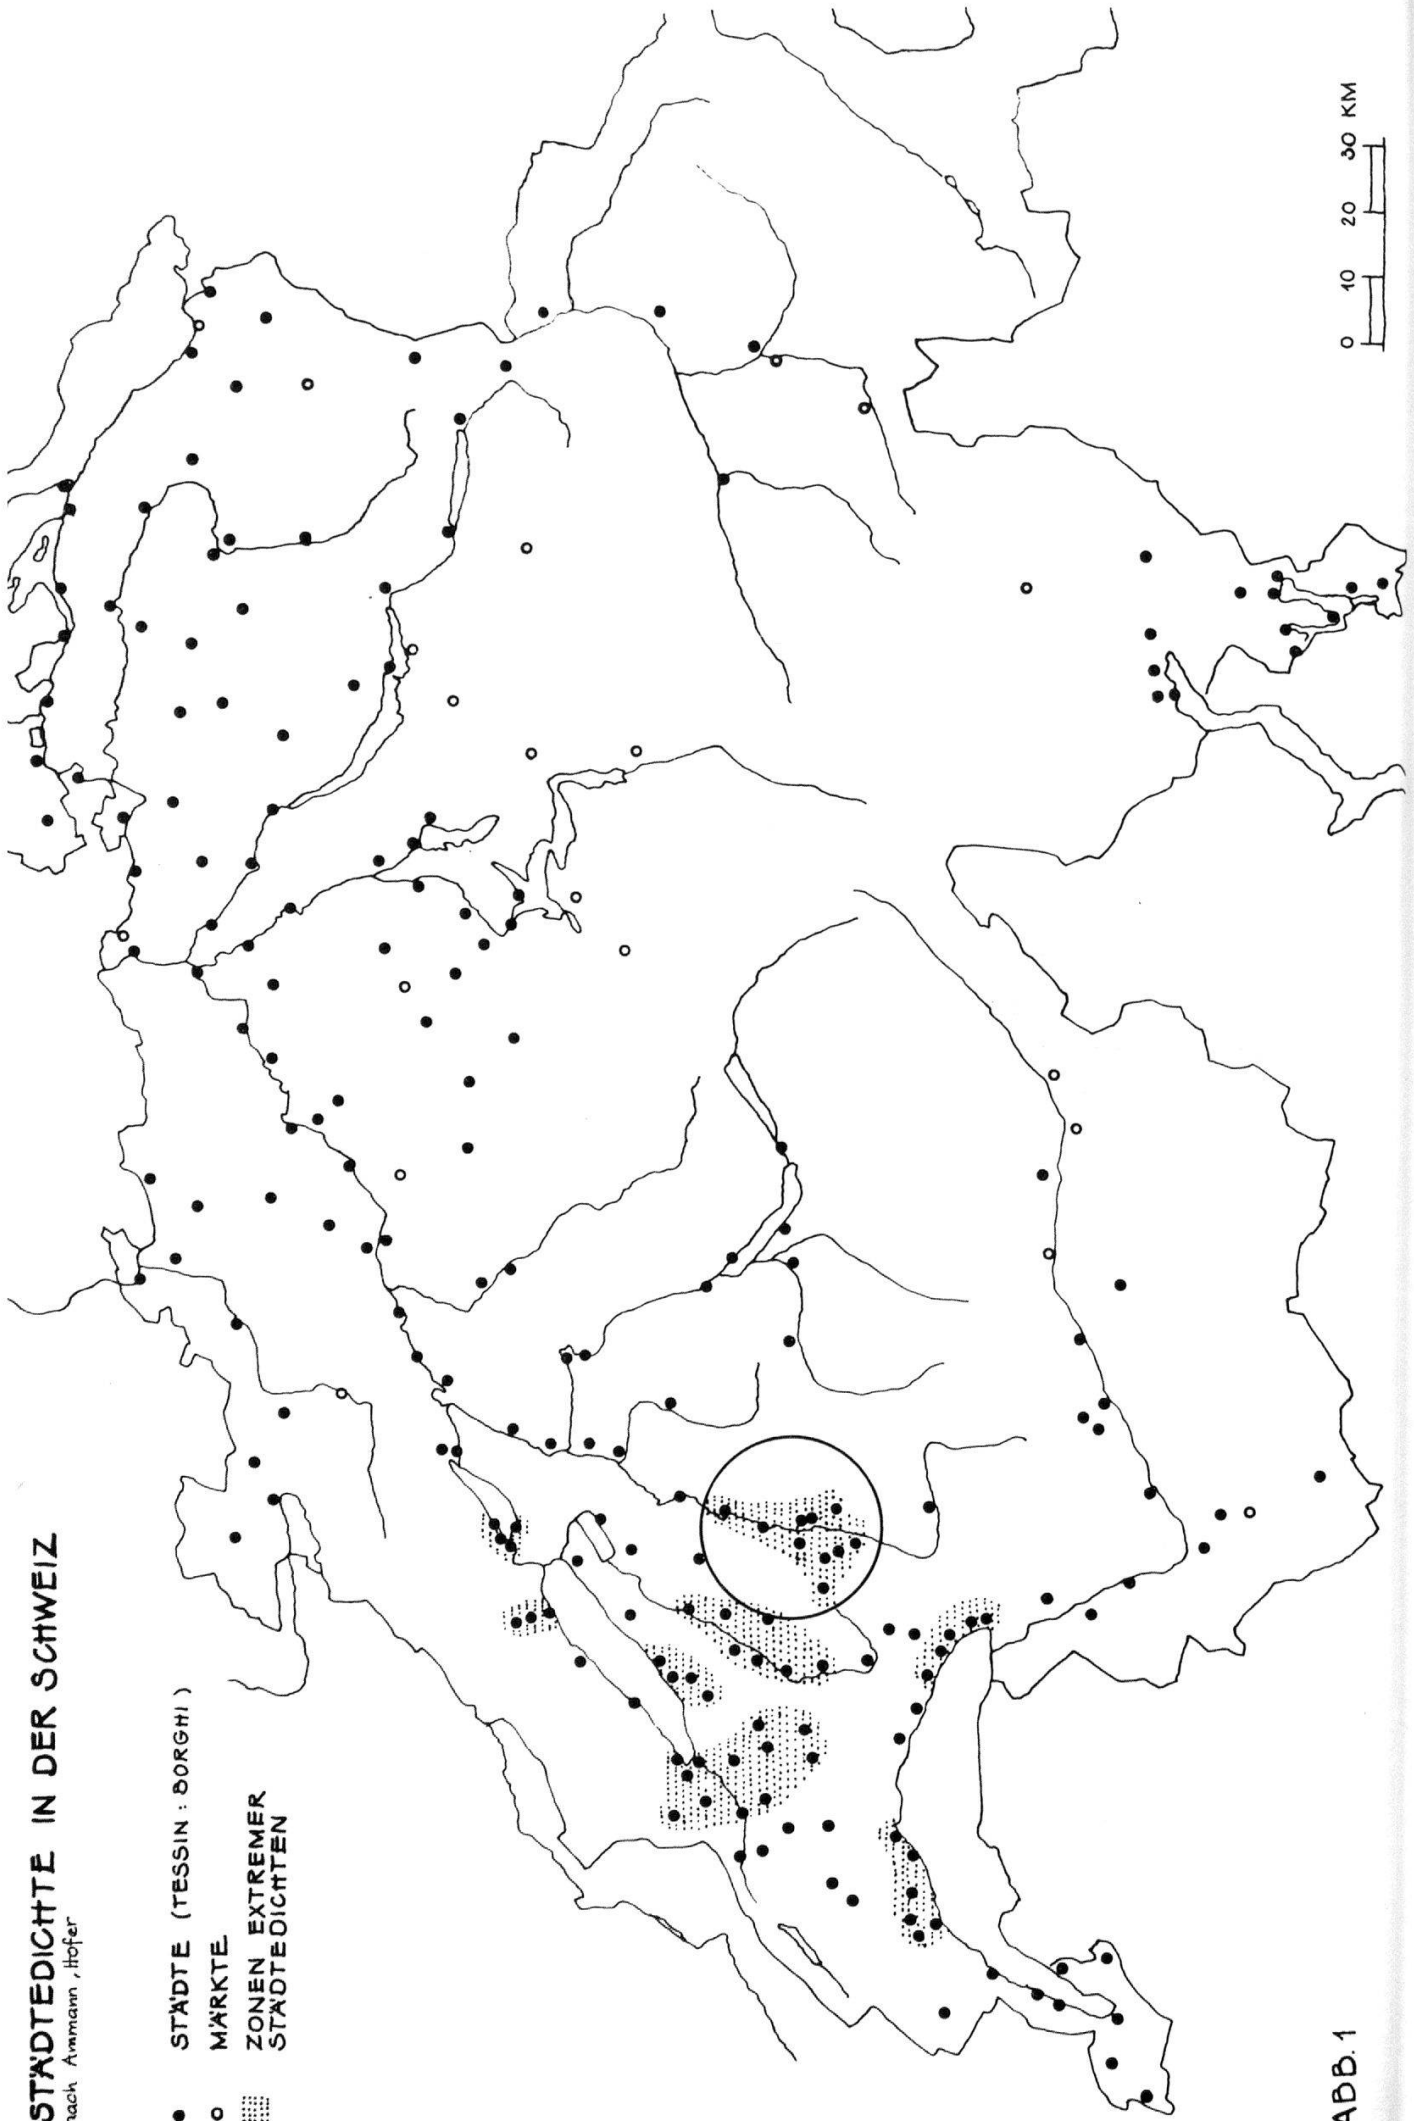 STÄDTEDICHTE IN DER SCHWEIZ
nach Ammann, Hofer
STÄDTE (TESSIN: BORGHI)
MÄRKTE
ZONEN EXTREMER
STÄDTEDICHTEN
ABB. 1
0 10 20 30 KM